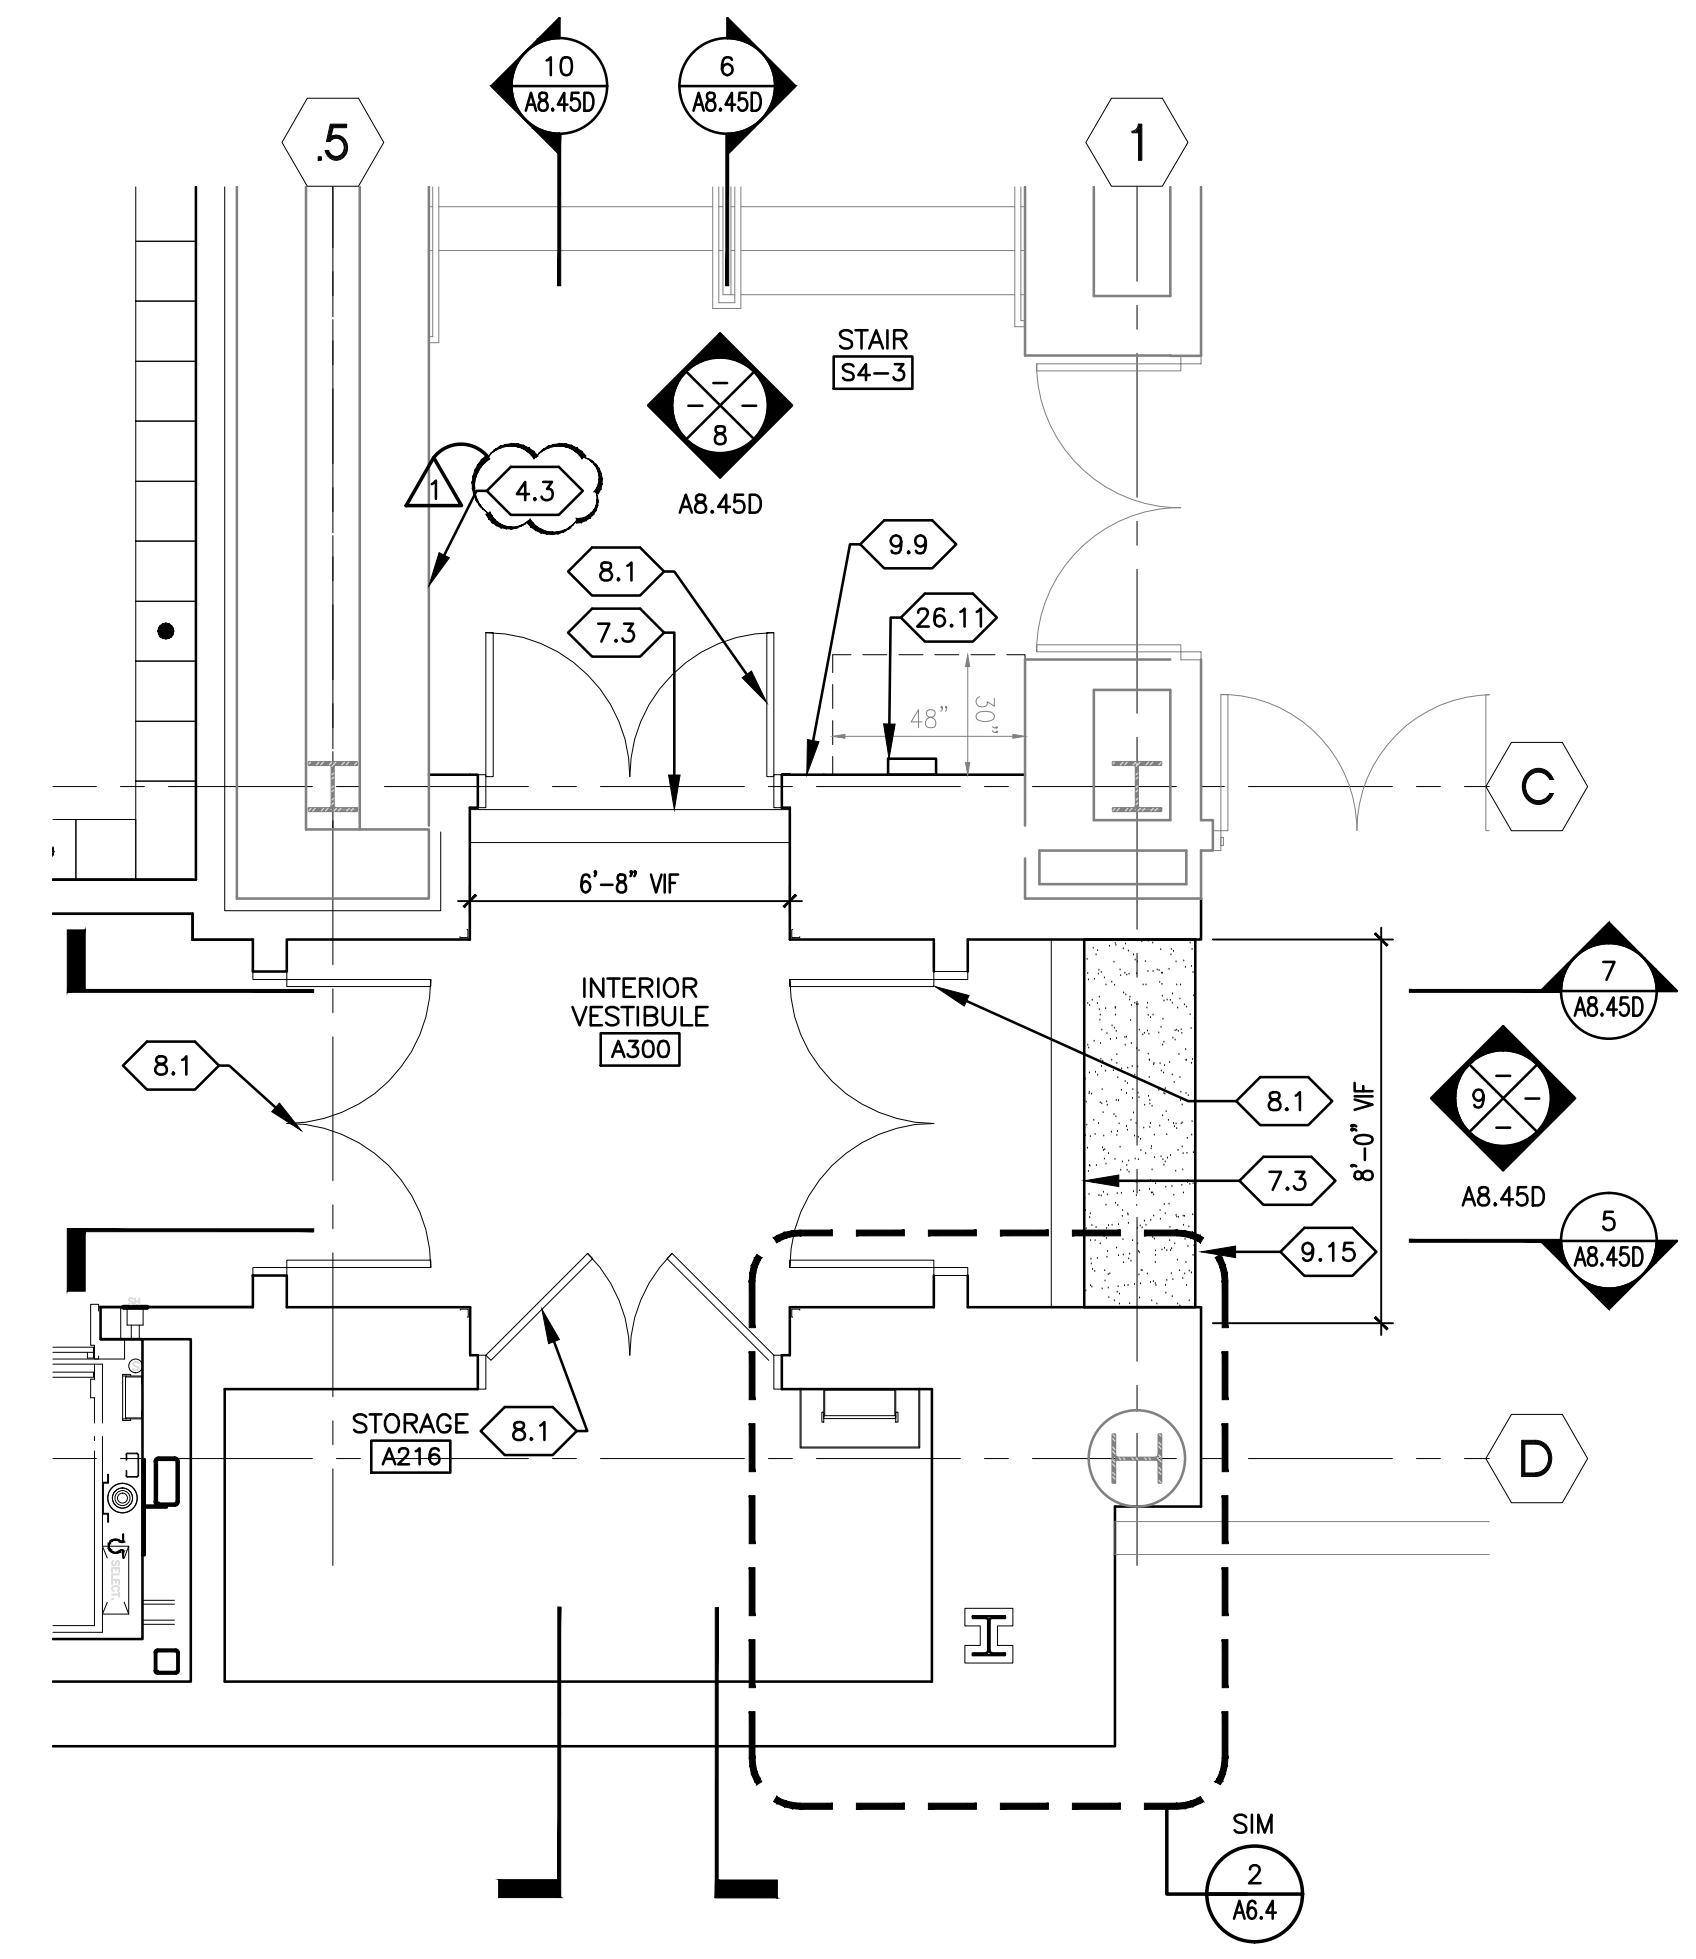 10
A8.45D
6
A8.45D
.5
1
STAIR
S4-3
-
- -
8
A8.45D
1
4.3
9.9
8.1
26.11
7.3
48"
30"
C
6'-8" VIF
7
A8.45D
INTERIOR
VESTIBULE
A300
8.1
8.1
8'-0" VIF
-
9 -
-
A8.45D
7.3
5
A8.45D
9.15
SH
S
STORAGE
A216
8.1
D
SELECT.
SIM
2
A6.4